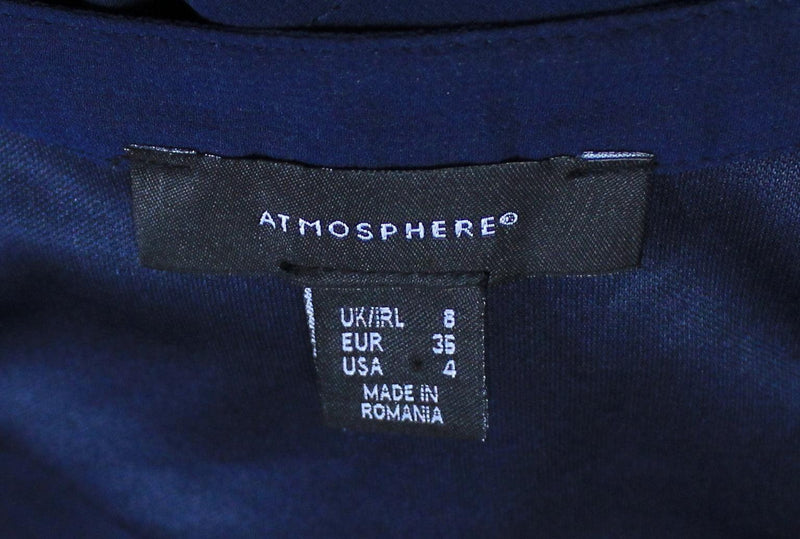 ATMOSPHERE®
UK/IRL 8
EUR 36
USA 4
MADE IN
ROMANIA